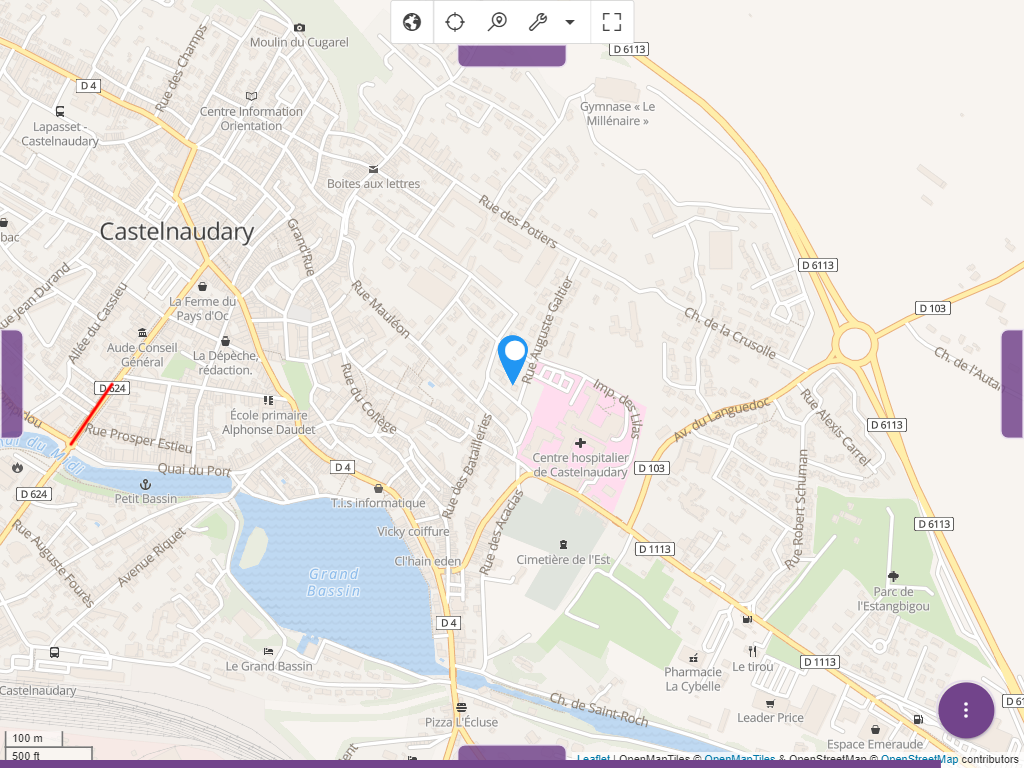 D 6113
Moulin du Cugarel
Rue des Champs
D 4
Centre Information
Orientation
Gymnase « Le
Millénaire »
Lapasset -
Castelnaudary
Boites aux lettres
Rue des Potiers
bac
Castelnaudary
Grand'Rue
D 6113
Rue Jean Durand
Allée du Cassieu
La Ferme du
Pays d'Oc
Rue Mauléon
Rue Auguste Galtier
D 103
Ch. de la Crusolle
Aude Conseil
Général
La Dépèche,
rédaction.
Ch. de l'Autan
D 624
Rue du Collège
Imp. des Lilas
École primaire
Alphonse Daudet
Av. du Languedoc
Rue Alexis Carrel
D 6113
Rue Prosper Estieu
Rue des Batailleries
Centre hospitalier
de Castelnaudary
Quai du Port
D 4
D 103
D 624
Petit Bassin
T.i.s informatique
Rue Robert Schuman
D 6113
Rue Auguste Fourès
Avenue Riquet
Vicky coiffure
Rue des Acacias
D 1113
Cl'hain eden
Cimetière de l'Est
Grand
Bassin
Parc de
l'Estangbigou
D 4
Le Grand Bassin
D 1113
Le tirou
Pharmacie
La Cybelle
Castelnaudary
Ch. de Saint-Roch
Leader Price
Pizza L'Écluse
Espace Emeraude
100 m
500 ft
Leaflet | OpenMapTiles © OpenMapTiles & OpenStreetMap © OpenStreetMap contributors